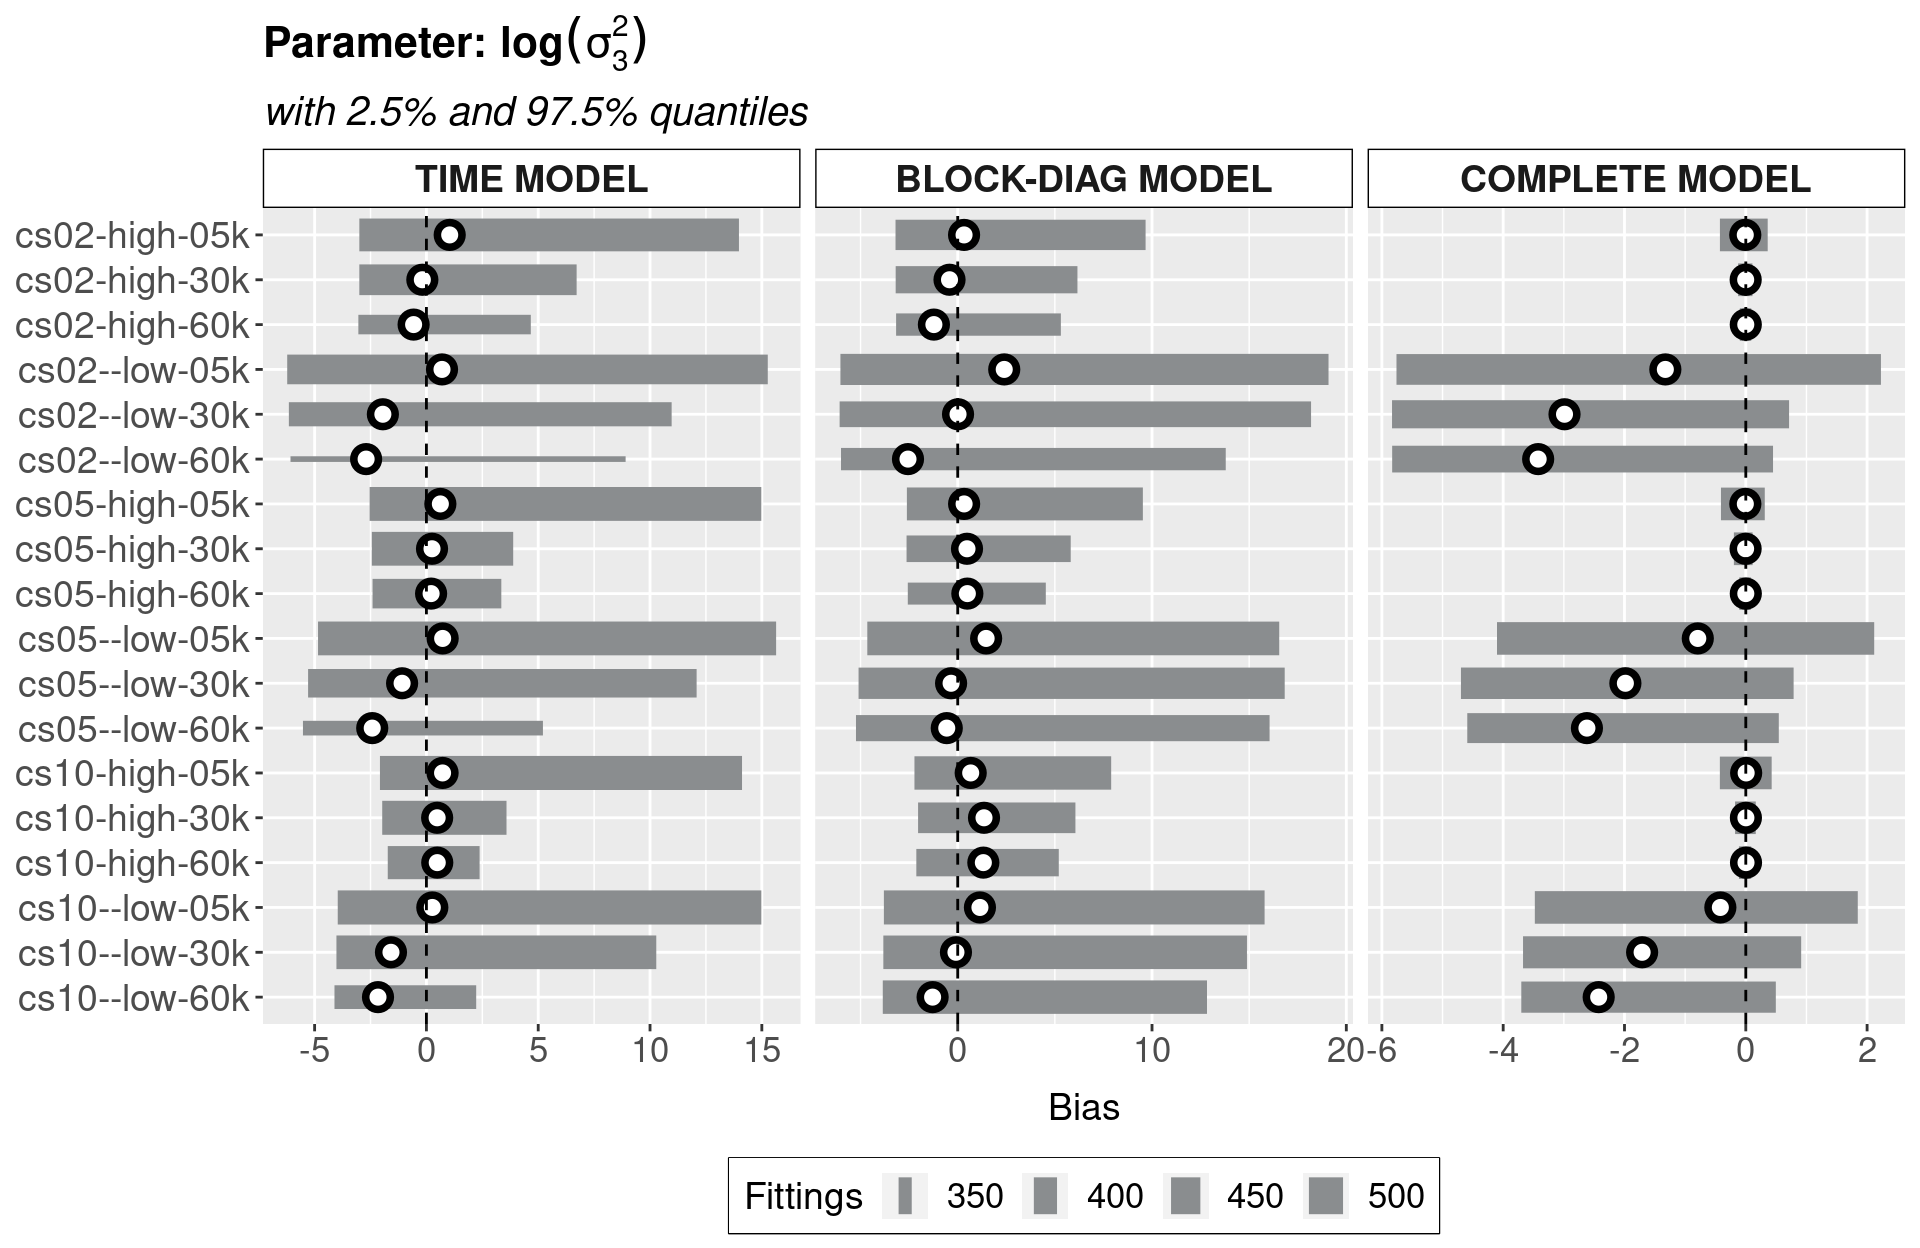 Parameter: log(σ₃²)
with 2.5% and 97.5% quantiles
TIME MODEL BLOCK-DIAG MODEL COMPLETE MODEL
cs02-high-05k
cs02-high-30k
cs02-high-60k
cs02--low-05k
cs02--low-30k
cs02--low-60k
cs05-high-05k
cs05-high-30k
cs05-high-60k
cs05--low-05k
cs05--low-30k
cs05--low-60k
cs10-high-05k
cs10-high-30k
cs10-high-60k
cs10--low-05k
cs10--low-30k
cs10--low-60k
-5 0 5 10 15 0 10 20 -6 -4 -2 0 2
Bias
Fittings 350 400 450 500